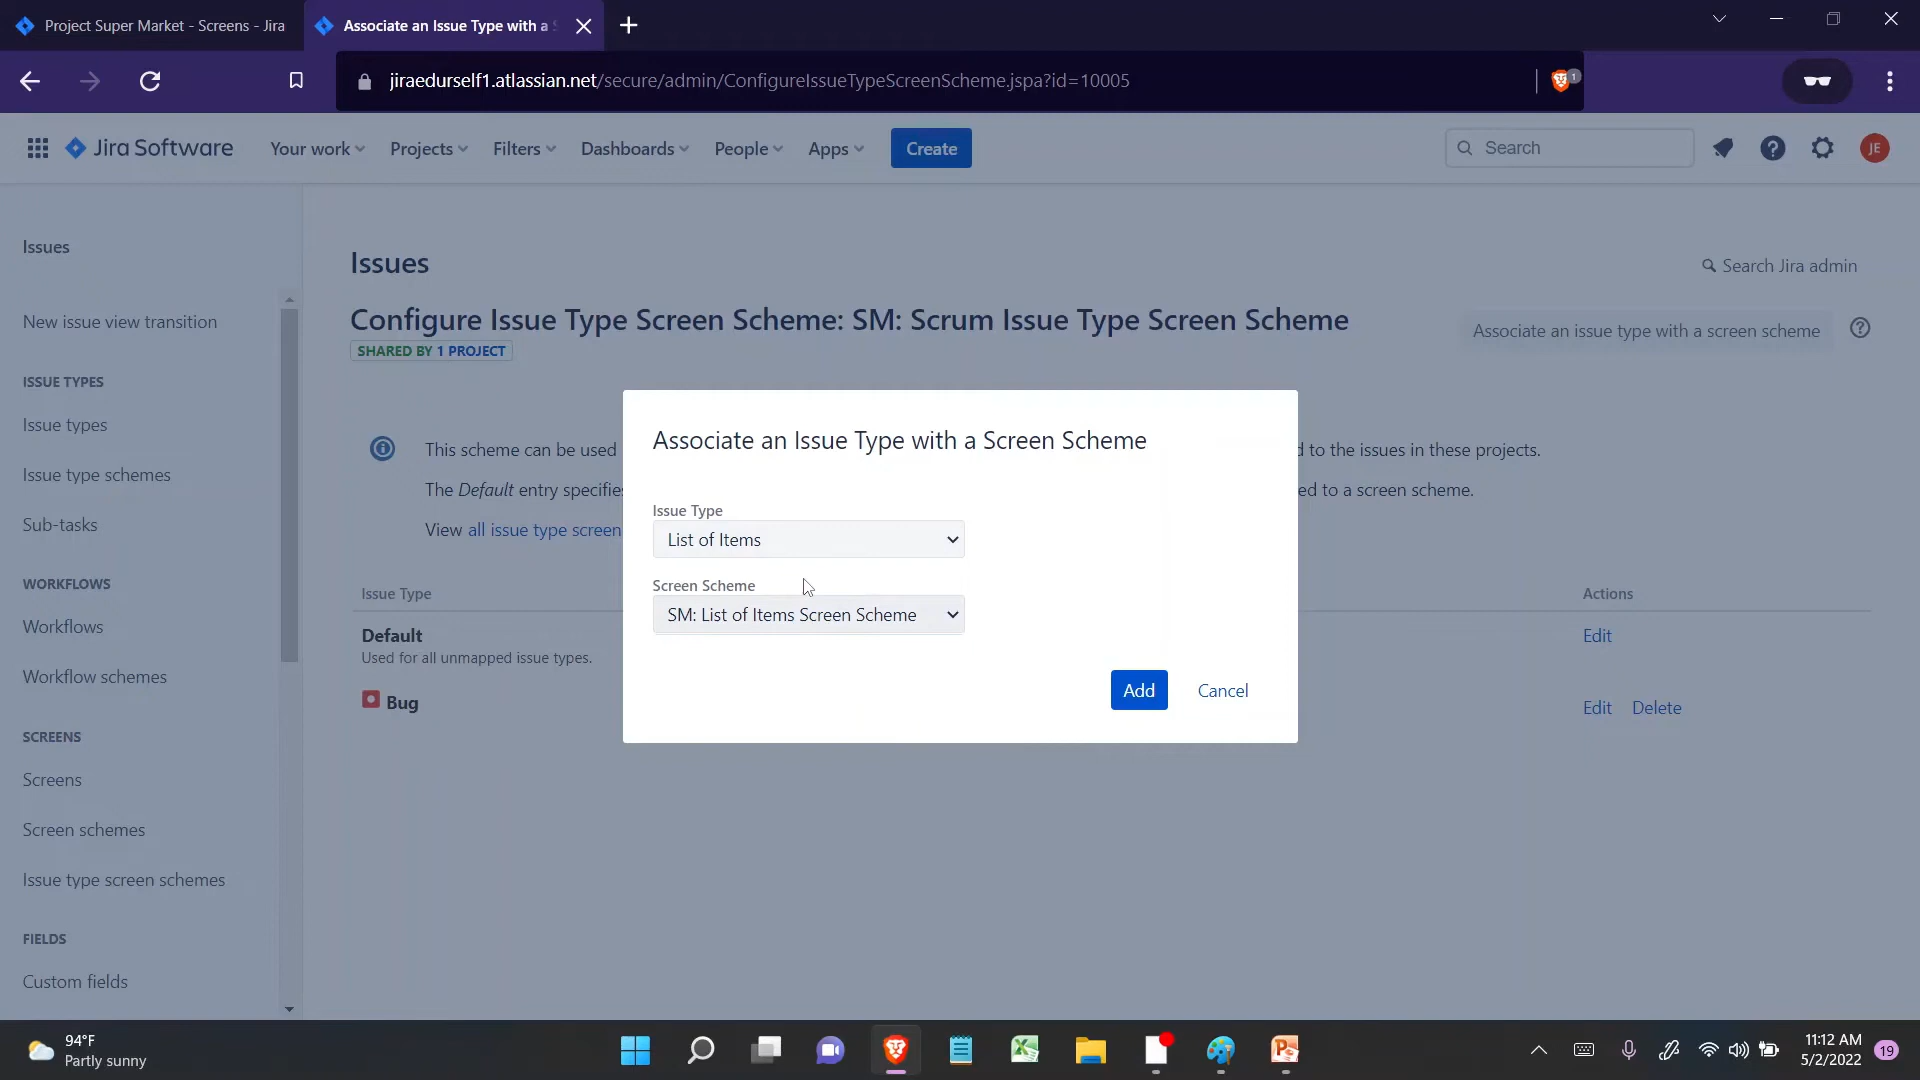 Project Super Market - Screens - Jira
Associate an Issue Type with a
jiraedurself1.atlassian.net/secure/admin/ConfigureIssueTypeScreenScheme.jspa?id=10005
1
Jira Software
Your work
Projects
Filters
Dashboards
People
Apps
Create
Search
JE
Issues
New issue view transition
ISSUE TYPES
Issue types
Issue type schemes
Sub-tasks
WORKFLOWS
Workflows
Workflow schemes
SCREENS
Screens
Screen schemes
Issue type screen schemes
FIELDS
Custom fields
Issues
Search Jira admin
Configure Issue Type Screen Scheme: SM: Scrum Issue Type Screen Scheme
SHARED BY 1 PROJECT
Associate an issue type with a screen scheme
This scheme can be used
d to the issues in these projects.
The Default entry specifies
ed to a screen scheme.
View all issue type screen
Issue Type
Actions
Default
Used for all unmapped issue types.
Edit
Bug
Edit Delete
Associate an Issue Type with a Screen Scheme
Issue Type
List of Items
Screen Scheme
SM: List of Items Screen Scheme
Add
Cancel
94°F
Partly sunny
11:12 AM
5/2/2022
19